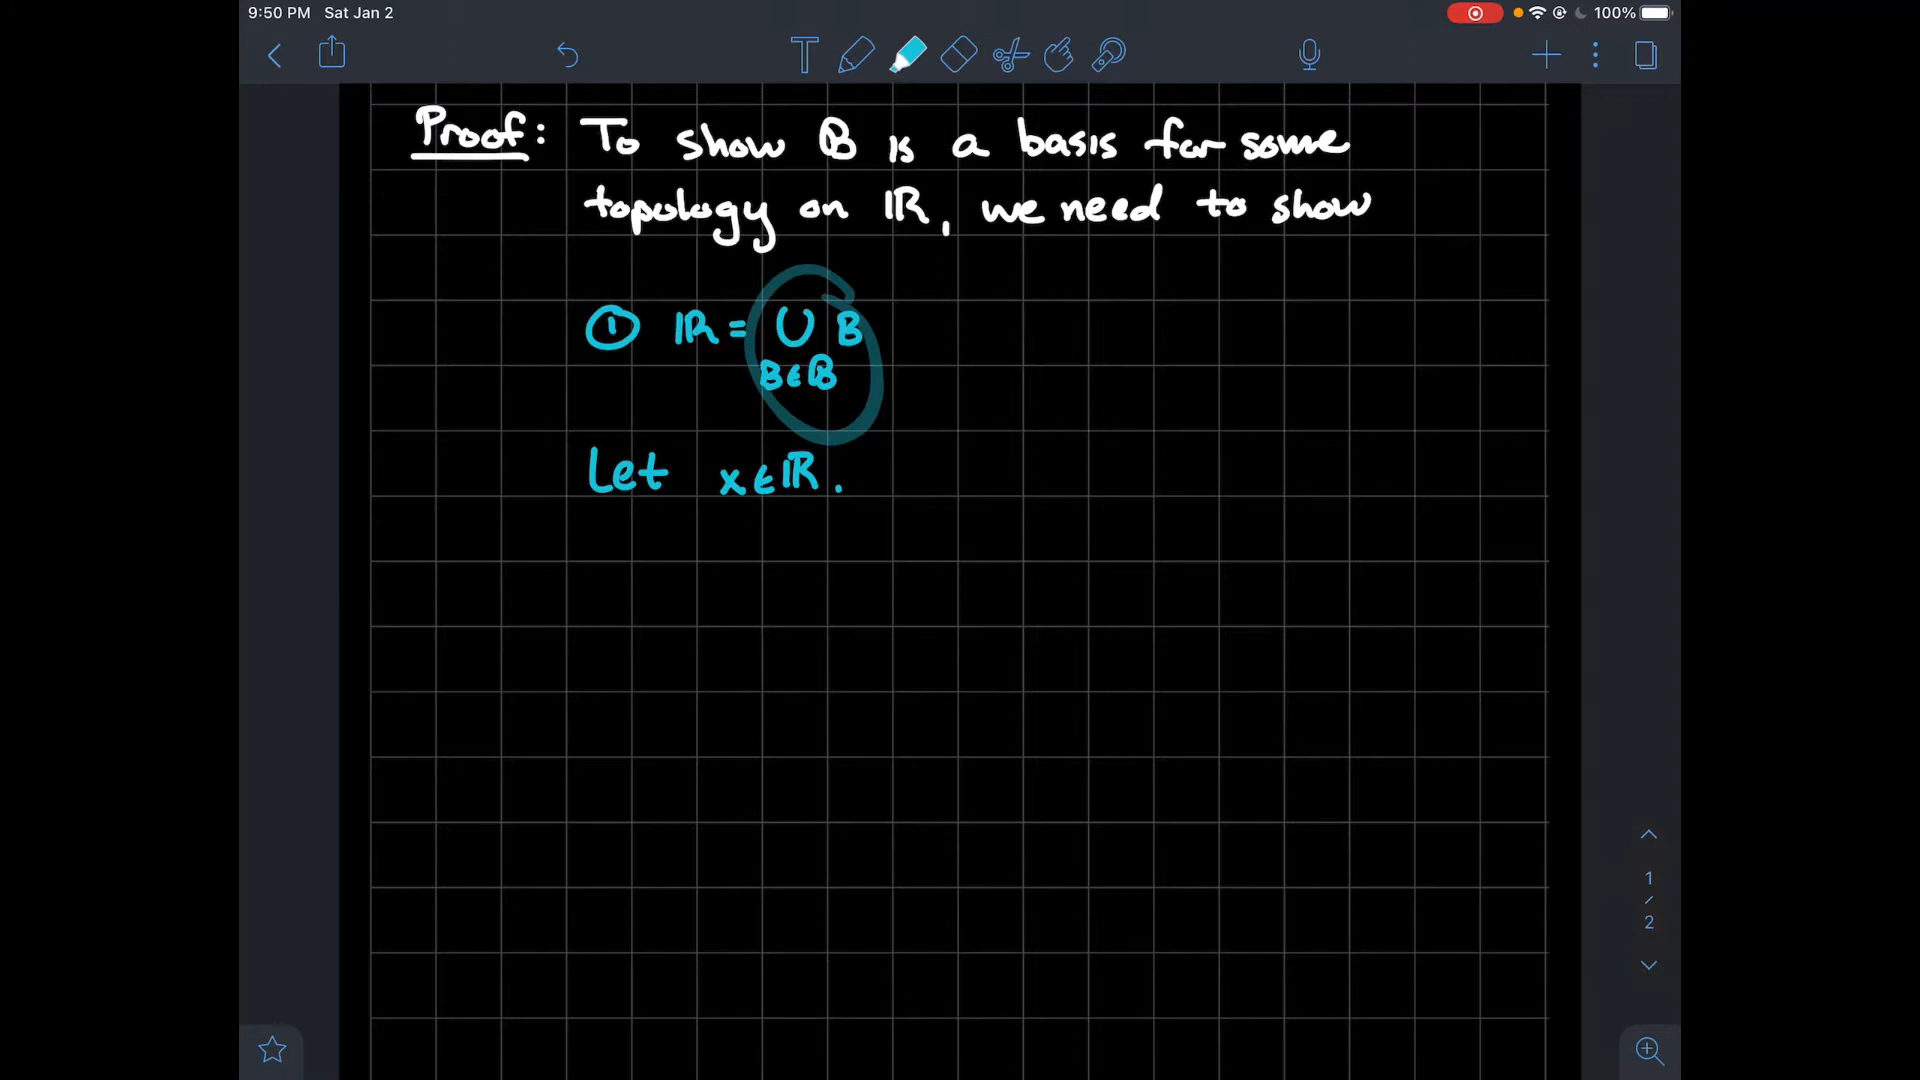 9:50 PM Sat Jan 2
100%
Proof: To show 𝔹 is a basis for some
topology on ℝ, we need to show
① ℝ = ∪ B
B∈𝔹
Let x∈ℝ.
1
/
2